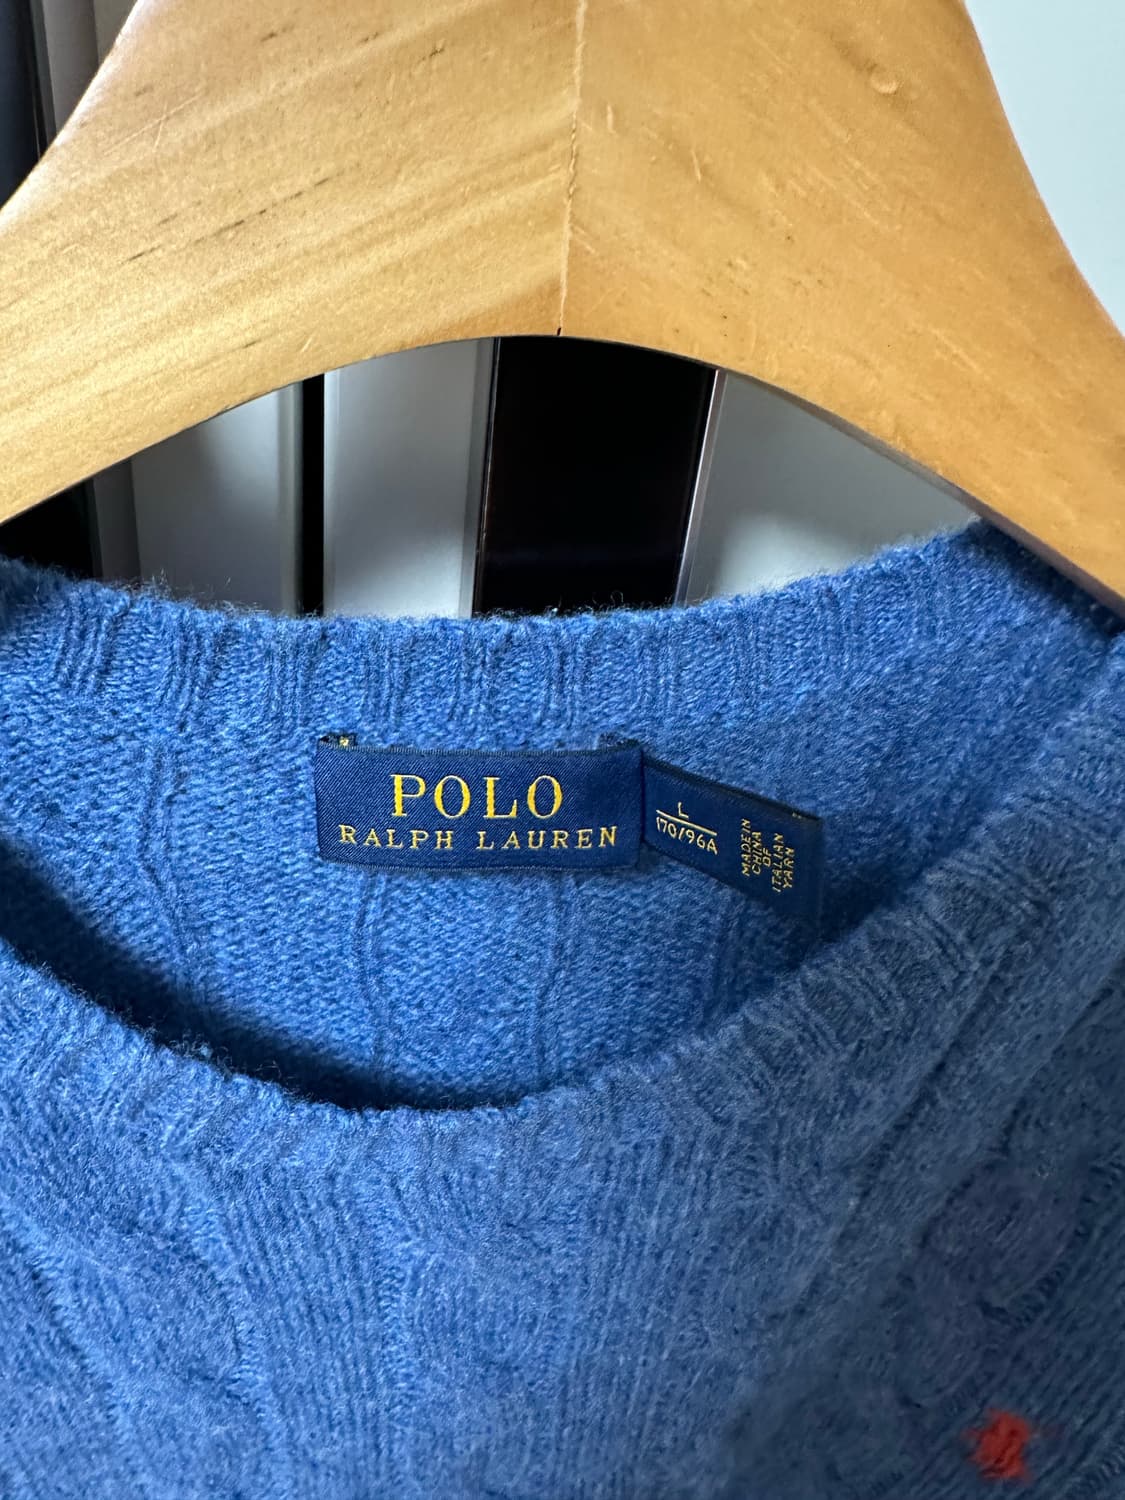 POLO
RALPH LAUREN
L
170/96A
MADE IN
CHINA
OF
ITALIAN
YARN